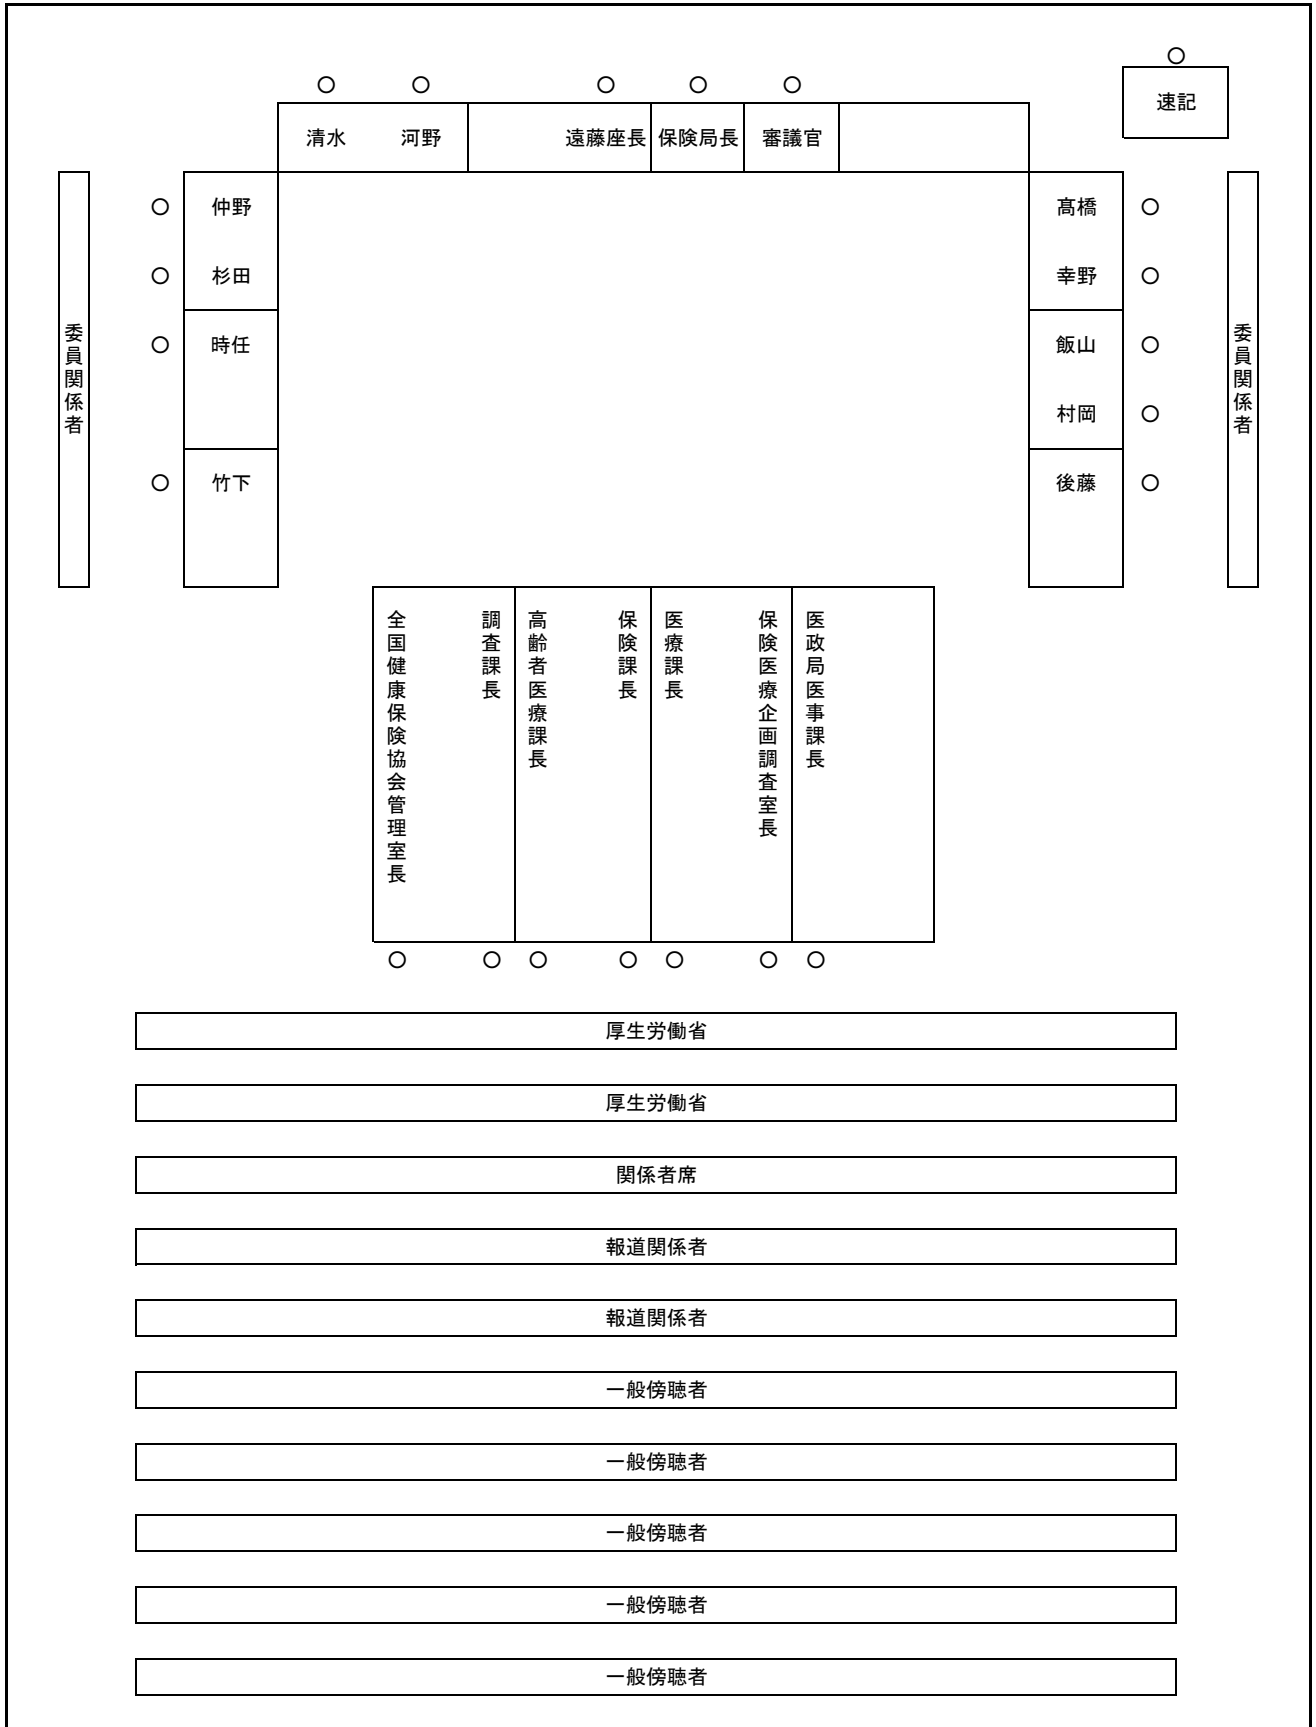 速記
清水 河野 遠藤座長 保険局長 審議官
仲野
杉田
時任
竹下
髙橋
幸野
飯山
村岡
後藤
委員関係者
委員関係者
全国健康保険協会管理室長
調査課長
高齢者医療課長
保険課長
医療課長
保険医療企画調査室長
医政局医事課長
厚生労働省
厚生労働省
関係者席
報道関係者
報道関係者
一般傍聴者
一般傍聴者
一般傍聴者
一般傍聴者
一般傍聴者